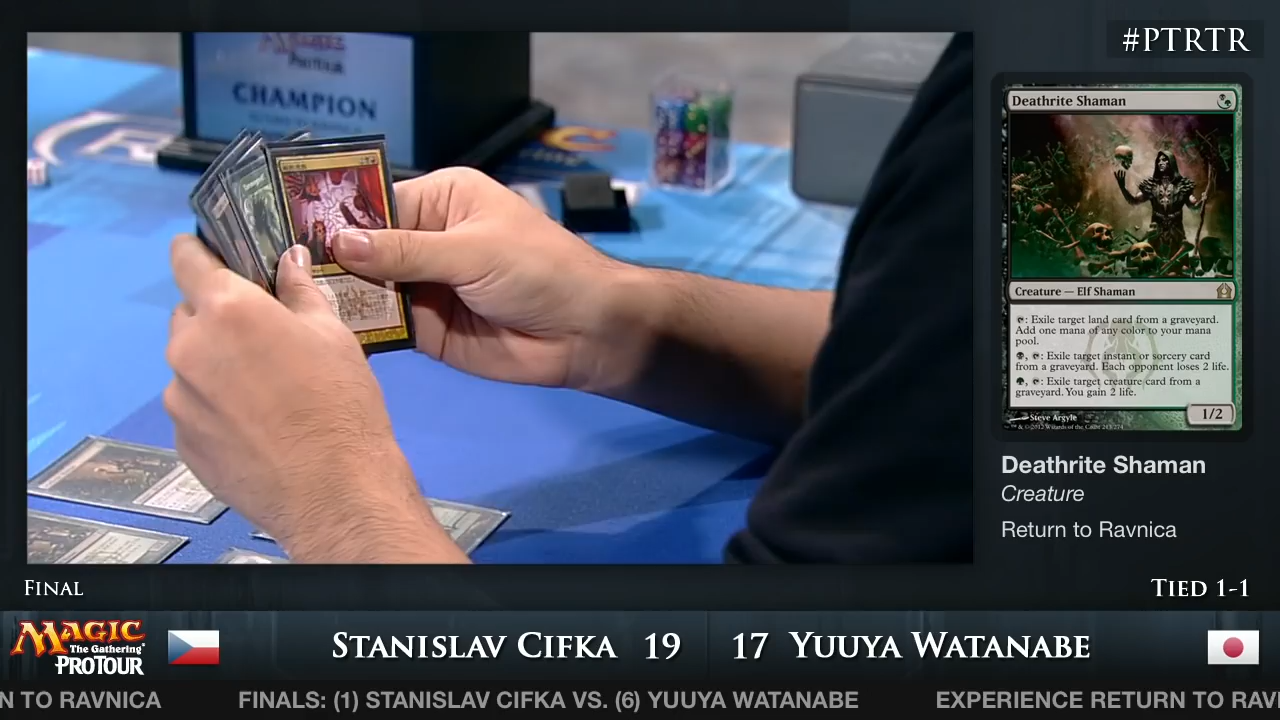 #PTRTR
Magic
ProTour
CHAMPION
Deathrite Shaman
Creature — Elf Shaman
: Exile target land card from a graveyard.
Add one mana of any color to your mana
pool.
, : Exile target instant or sorcery card
from a graveyard. Each opponent loses 2 life.
, : Exile target creature card from a
graveyard. You gain 2 life.
1/2
Steve Argyle
Deathrite Shaman
Creature
Return to Ravnica
FINAL
TIED 1-1
MAGIC
The Gathering
PROTOUR
STANISLAV CIFKA 19
17 YUUYA WATANABE
N TO RAVNICA FINALS: (1) STANISLAV CIFKA VS. (6) YUUYA WATANABE EXPERIENCE RETURN TO RAV